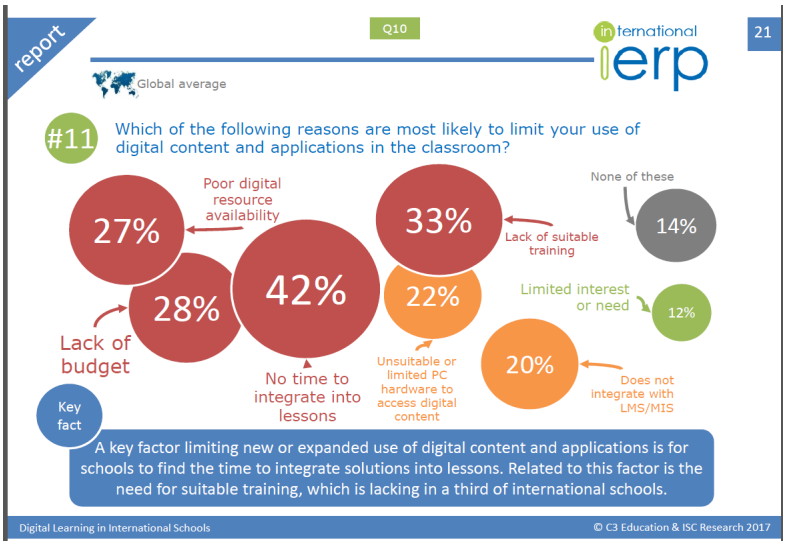 report
Q10
international
ierp
21
Global average
#11
Which of the following reasons are most likely to limit your use of
digital content and applications in the classroom?
27%
Poor digital
resource
availability
28%
Lack of
budget
42%
No time to
integrate into
lessons
33%
Lack of suitable
training
22%
Unsuitable or
limited PC
hardware to
access digital
content
None of these
14%
Limited interest
or need
12%
20%
Does not
integrate with
LMS/MIS
Key
fact
A key factor limiting new or expanded use of digital content and applications is for
schools to find the time to integrate solutions into lessons. Related to this factor is the
need for suitable training, which is lacking in a third of international schools.
Digital Learning in International Schools
© C3 Education & ISC Research 2017